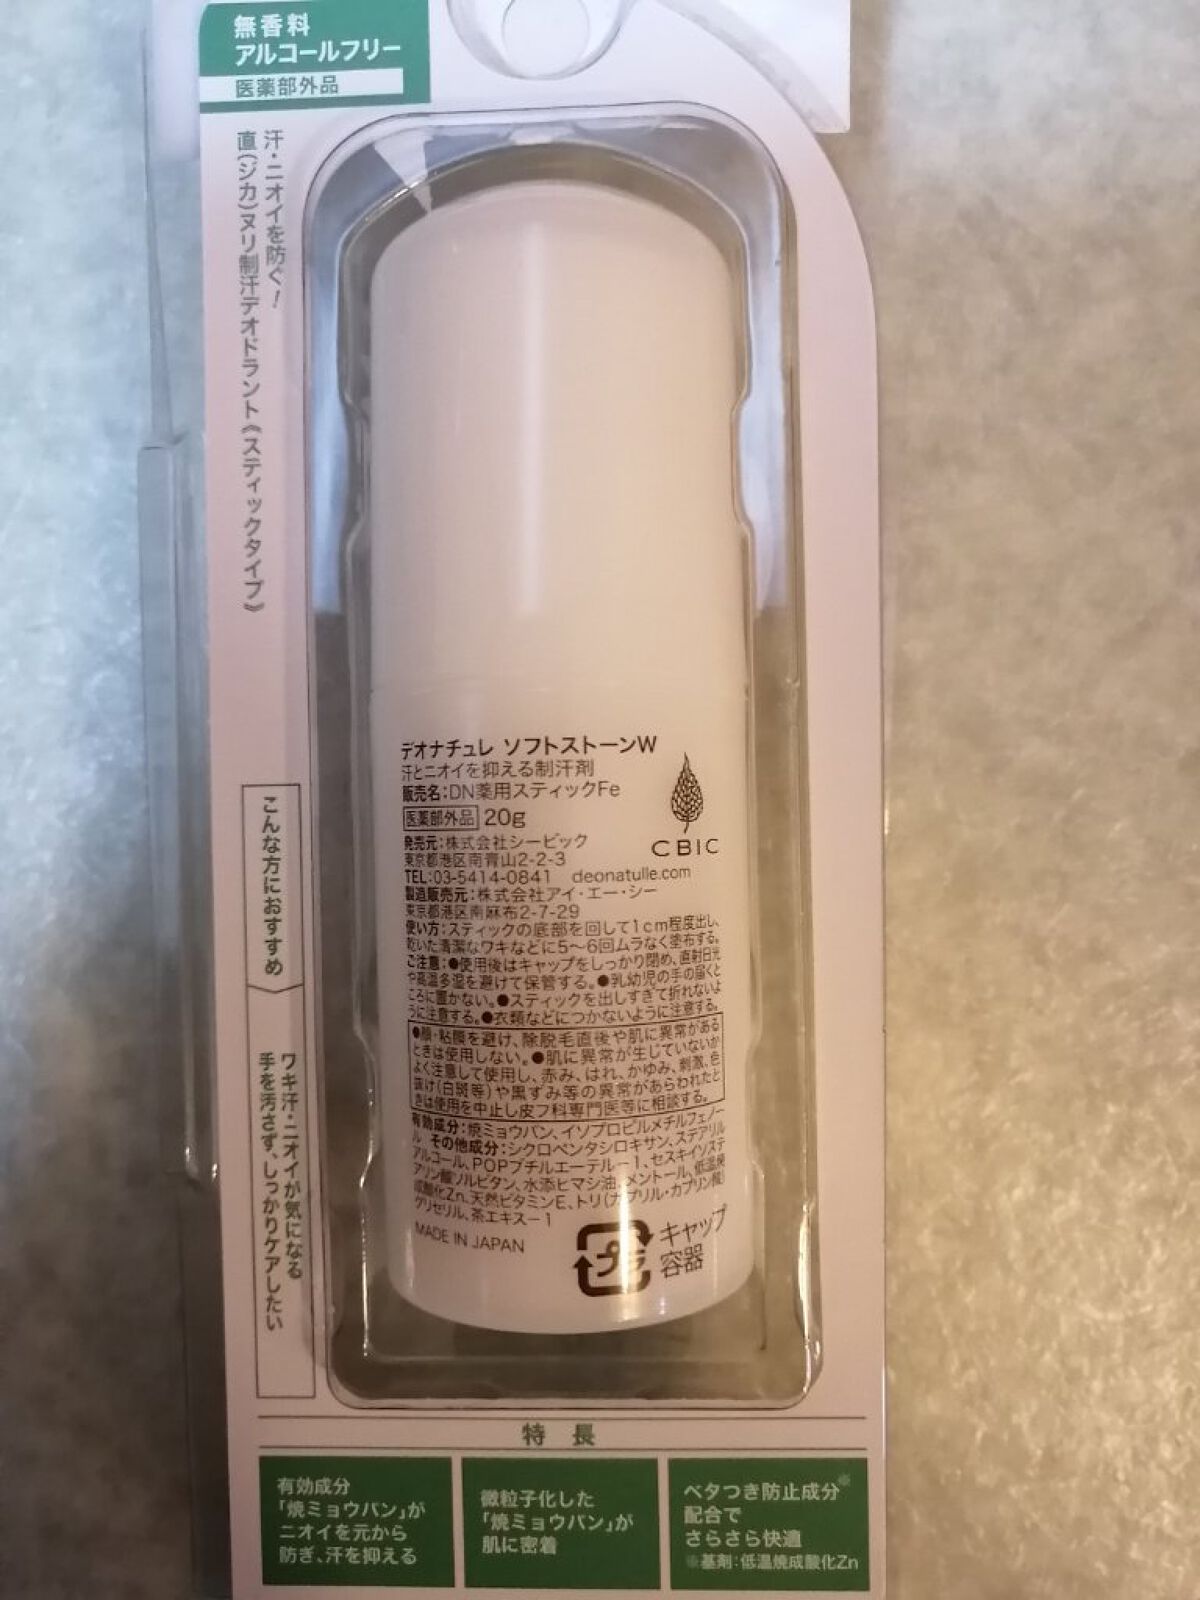 無香料
アルコールフリー
医薬部外品
汗・ニオイを防ぐ!
直(ジカ)ヌリ制汗デオドラント《スティックタイプ》
こんな方におすすめ
ワキ汗・ニオイが気になる
手を汚さず、しっかりケアしたい
デオナチュレ ソフトストーンW
汗とニオイを抑える制汗剤
販売名:DN薬用スティックFe
医薬部外品 20g
発売元:株式会社シービック
東京都港区南青山2-2-3
TEL:03-5414-0841 deonatulle.com
製造販売元:株式会社アイ・エー・シー
東京都港区南麻布2-7-29
CBIC
使い方:スティックの底部を回して1cm程度出し、
乾いた清潔なワキなどに5〜6回ムラなく塗布する。
ご注意:●使用後はキャップをしっかり閉め、直射日光
や高温多湿を避けて保管する。●乳幼児の手の届くと
ころに置かない。●スティックを出しすぎて折れないよ
うに注意する。●衣類などにつかないように注意する。
●顔・粘膜を避け、除脱毛直後や肌に異常がある
ときは使用しない。●肌に異常が生じていないか
よく注意して使用し、赤み、はれ、かゆみ、刺激、色
抜け(白斑等)や黒ずみ等の異常があらわれたと
きは使用を中止し皮フ科専門医等に相談する。
有効成分:焼ミョウバン、イソプロピルメチルフェノー
ル その他成分:シクロペンタシロキサン、ステアリル
アルコール、POPブチルエーテル-1、セスキイソステ
アリン酸ソルビタン、水添ヒマシ油、メントール、低温焼
成酸化Zn、天然ビタミンE、トリ(カプリル・カプリン酸)
グリセリル、茶エキス-1
MADE IN JAPAN
プラ
キャップ
容器
特 長
有効成分
「焼ミョウバン」が
ニオイを元から
防ぎ、汗を抑える
微粒子化した
「焼ミョウバン」が
肌に密着
ベタつき防止成分※
配合で
さらさら快適
※基剤:低温焼成酸化Zn